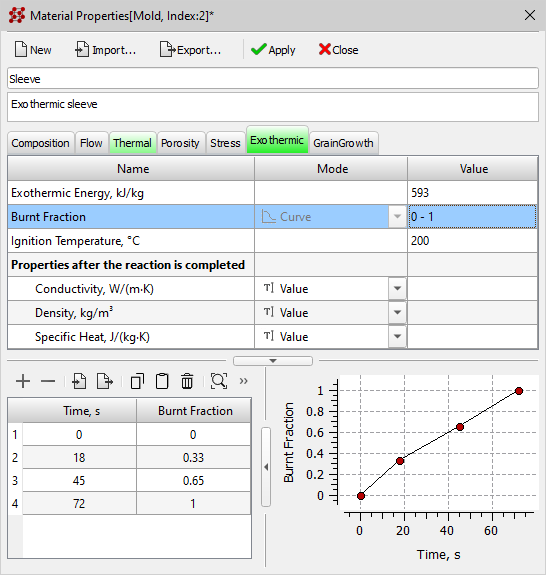 Material Properties[Mold, Index:2]*
New Import... Export... Apply Close
Sleeve
Exothermic sleeve
Composition Flow Thermal Porosity Stress Exothermic GrainGrowth
Name Mode Value
Exothermic Energy, kJ/kg 593
Burnt Fraction Curve 0 - 1
Ignition Temperature, °C 200
Properties after the reaction is completed
Conductivity, W/(m·K) Value
Density, kg/m³ Value
Specific Heat, J/(kg·K) Value
Time, s Burnt Fraction
1 0 0
2 18 0.33
3 45 0.65
4 72 1
Burnt Fraction
1
0.8
0.6
0.4
0.2
0
0 20 40 60
Time, s